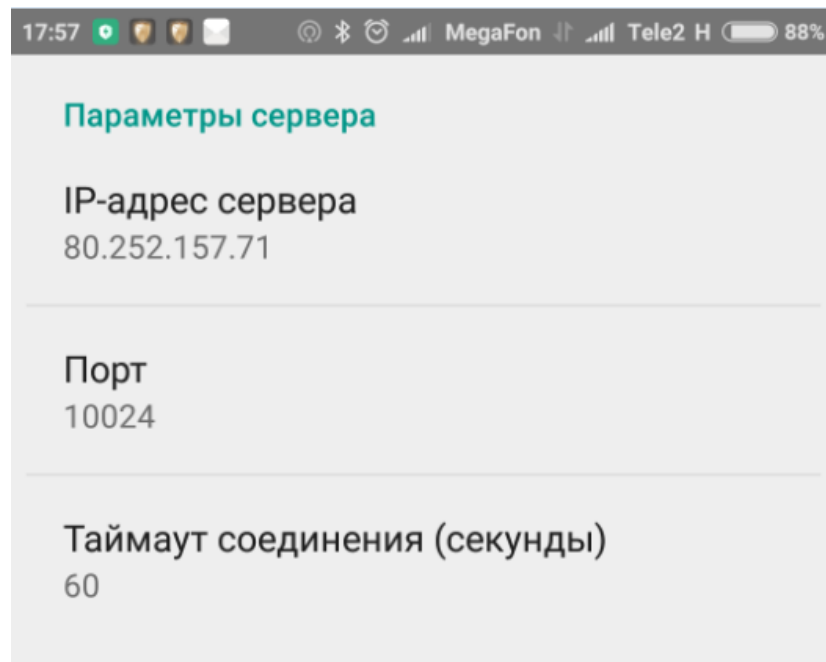 17:57 MegaFon Tele2 H 88%
Параметры сервера
IP-адрес сервера
80.252.157.71
Порт
10024
Таймаут соединения (секунды)
60